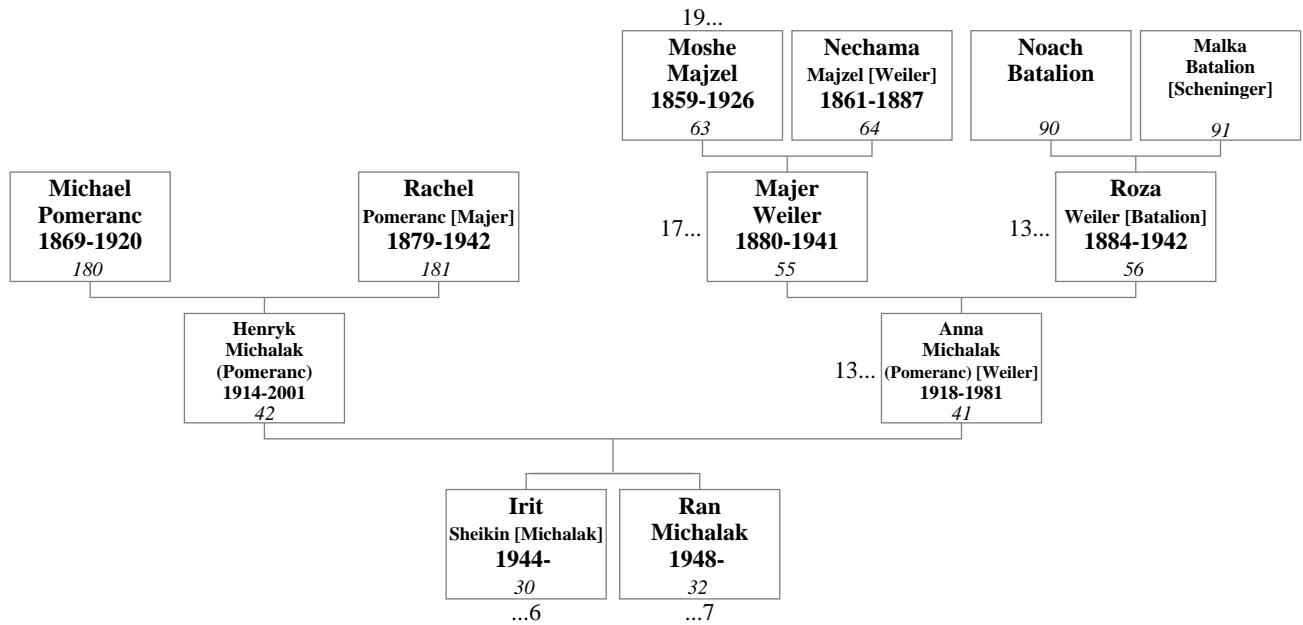 19...
Moshe
Majzel
1859-1926
63
Nechama
Majzel [Weiler]
1861-1887
64
Noach
Batalion
90
Malka
Batalion
[Scheninger]
91
Michael
Pomeranc
1869-1920
180
Rachel
Pomeranc [Majer]
1879-1942
181
17...
Majer
Weiler
1880-1941
55
13...
Roza
Weiler [Batalion]
1884-1942
56
Henryk
Michalak
(Pomeranc)
1914-2001
42
13...
Anna
Michalak
(Pomeranc) [Weiler]
1918-1981
41
Irit
Sheikin [Michalak]
1944-
30
...6
Ran
Michalak
1948-
32
...7